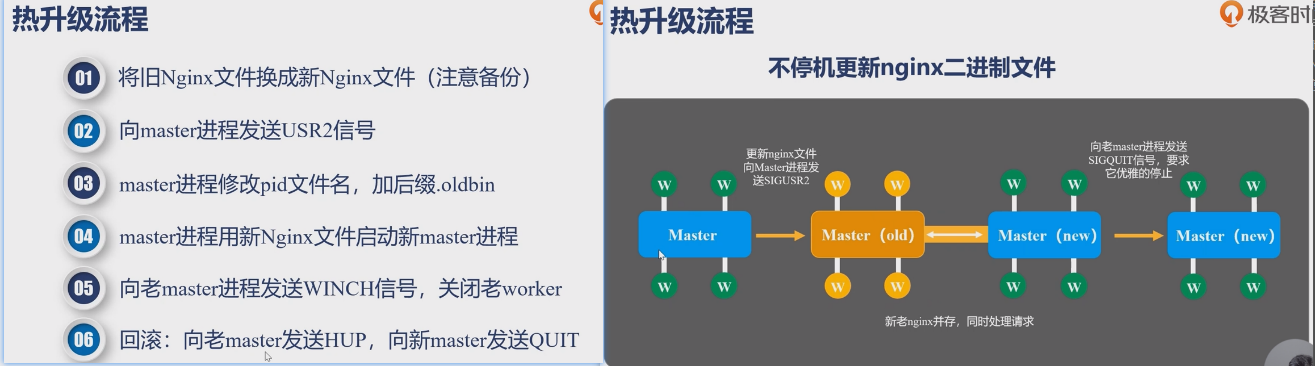 热升级流程
01 将旧Nginx文件换成新Nginx文件（注意备份）
02 向master进程发送USR2信号
03 master进程修改pid文件名，加后缀.oldbin
04 master进程用新Nginx文件启动新master进程
05 向老master进程发送WINCH信号，关闭老worker
06 回滚：向老master发送HUP，向新master发送QUIT
热升级流程
极客时
不停机更新nginx二进制文件
更新nginx文件
向Master进程发
送SIGUSR2
向老master进程发送
SIGQUIT信号，要求
它优雅的停止
W W W W W W W W
Master Master（old） Master（new） Master（new）
W W W W W W W W
新老nginx并存，同时处理请求